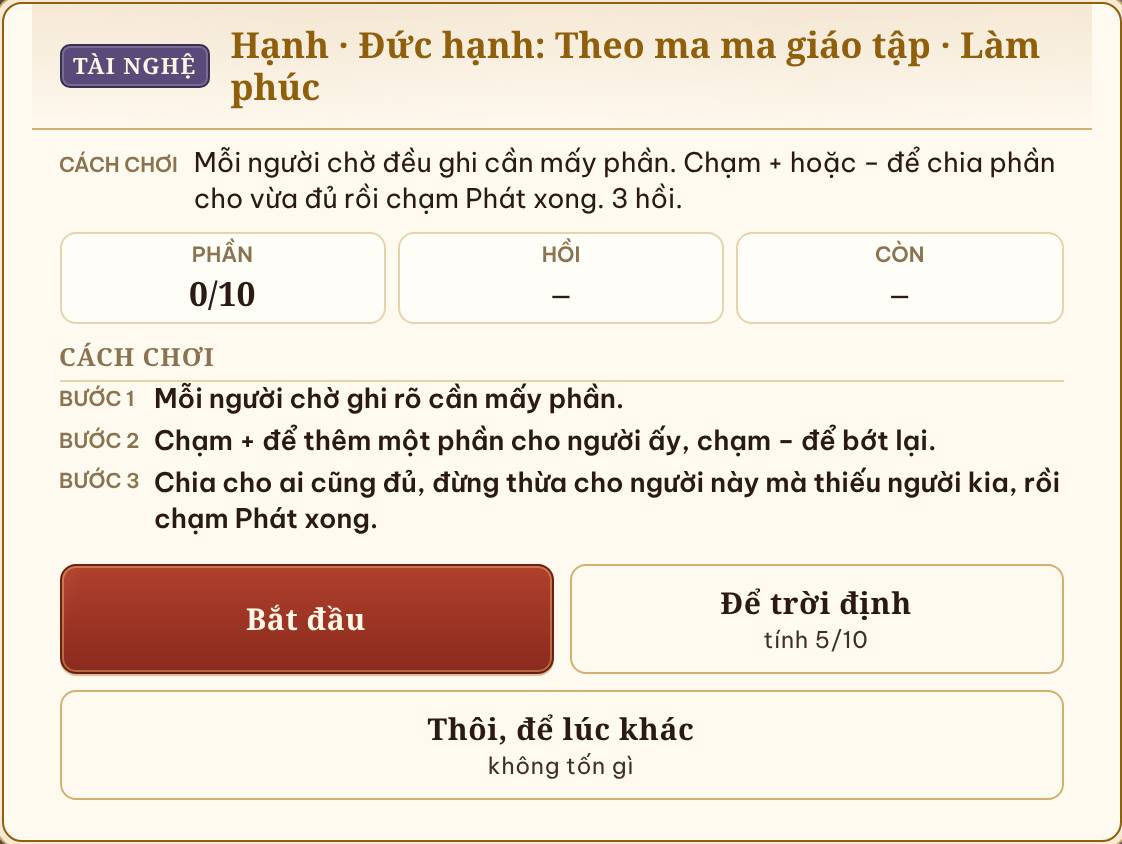 TÀI NGHỆ
Hạnh · Đức hạnh: Theo ma ma giáo tập · Làm
phúc
CÁCH CHƠI
Mỗi người chờ đều ghi cần mấy phần. Chạm + hoặc – để chia phần
cho vừa đủ rồi chạm Phát xong. 3 hồi.
PHẦN
0/10
HỒI
–
CÒN
–
CÁCH CHƠI
BƯỚC 1 Mỗi người chờ ghi rõ cần mấy phần.
BƯỚC 2 Chạm + để thêm một phần cho người ấy, chạm – để bớt lại.
BƯỚC 3 Chia cho ai cũng đủ, đừng thừa cho người này mà thiếu người kia, rồi
chạm Phát xong.
Bắt đầu
Để trời định
tính 5/10
Thôi, để lúc khác
không tốn gì